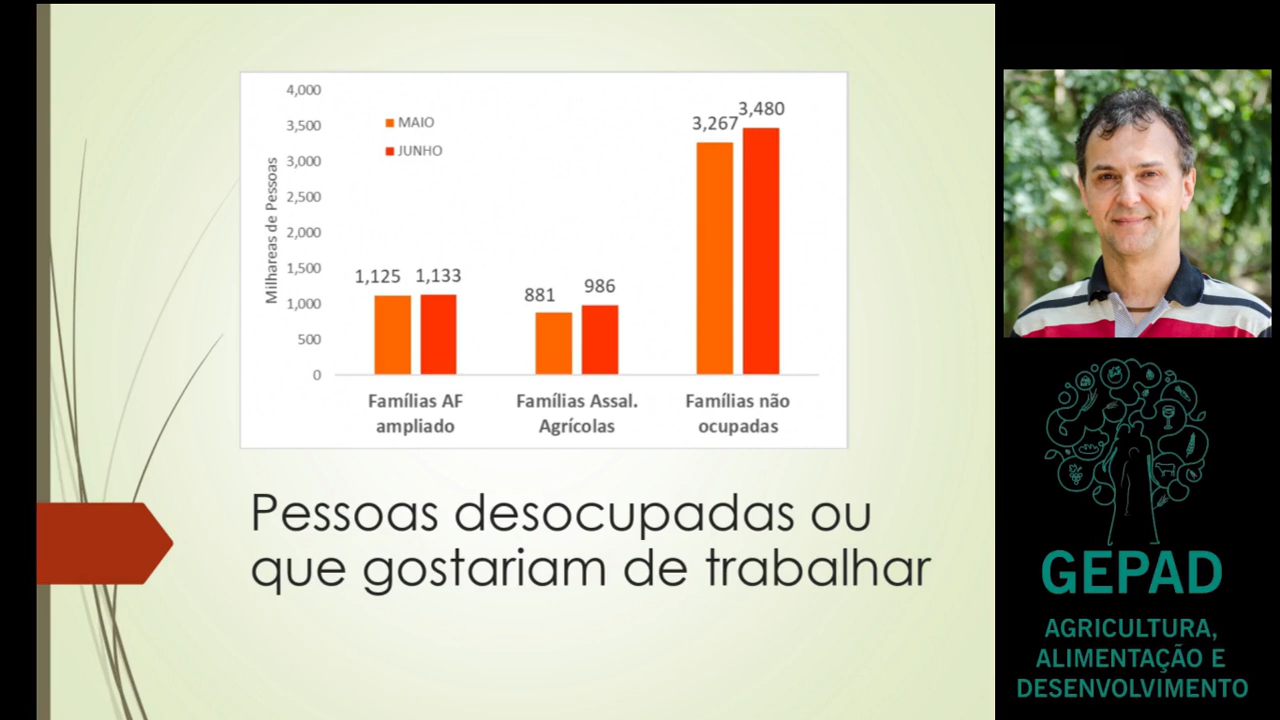 4,000
3,500
3,000
2,500
2,000
1,500
1,000
500
0
Milhareas de Pessoas
MAIO
JUNHO
1,125
1,133
881
986
3,267
3,480
Famílias AF
ampliado
Famílias Assal.
Agrícolas
Famílias não
ocupadas
Pessoas desocupadas ou
que gostariam de trabalhar
GEPAD
AGRICULTURA,
ALIMENTAÇÃO E
DESENVOLVIMENTO